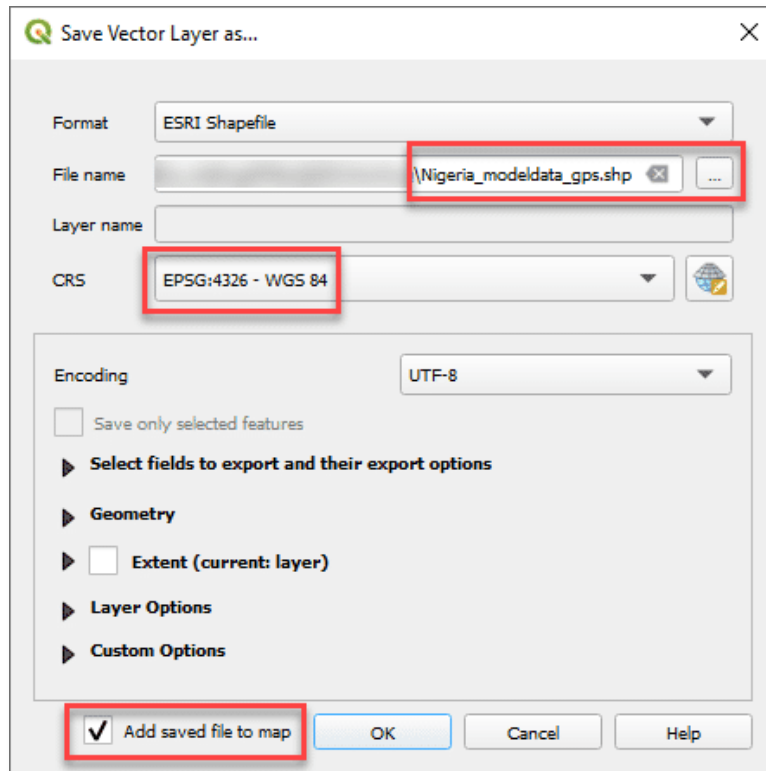 Save Vector Layer as...
Format ESRI Shapefile
File name \Nigeria_modeldata_gps.shp ...
Layer name
CRS EPSG:4326 - WGS 84
Encoding UTF-8
Save only selected features
Select fields to export and their export options
Geometry
Extent (current: layer)
Layer Options
Custom Options
Add saved file to map OK Cancel Help